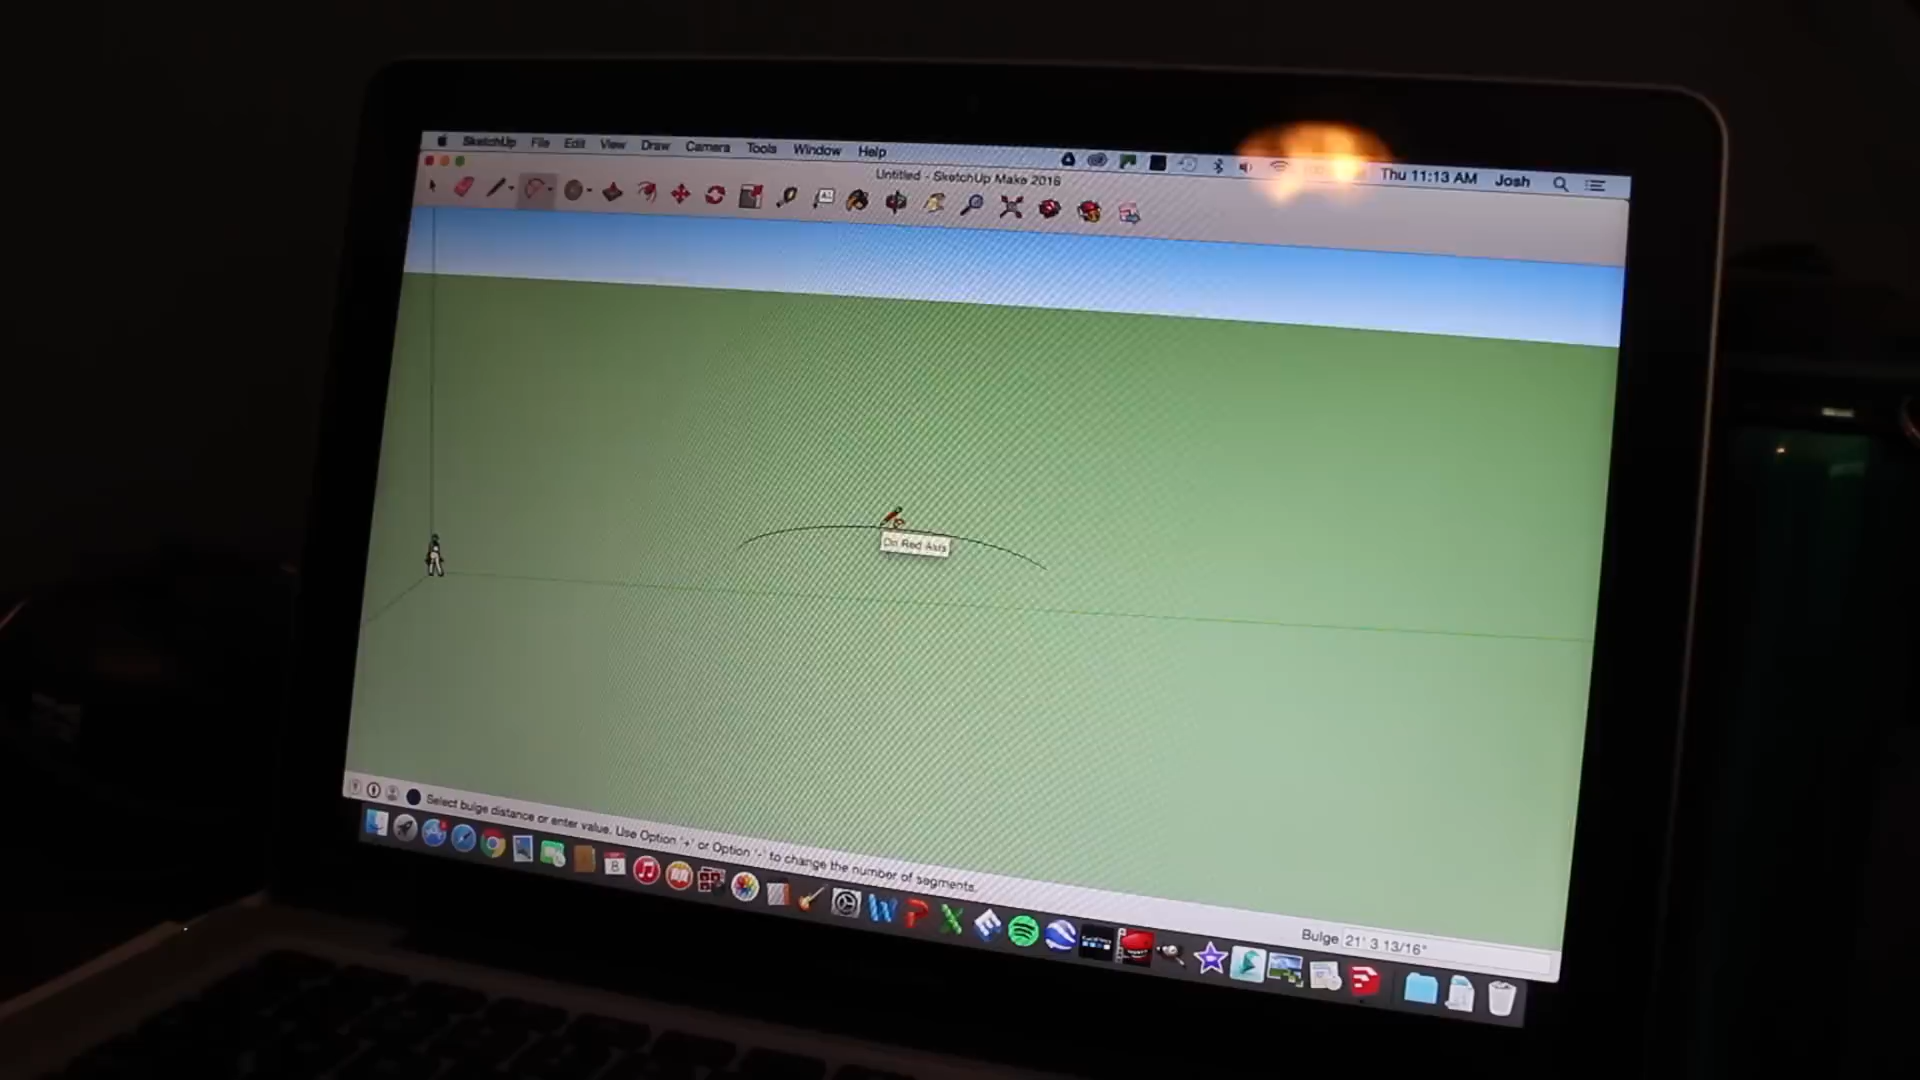 SketchUp File Edit View Draw Camera Tools Window Help
Thu 11:13 AM Josh
Untitled - SketchUp Make 2016
On Red Axis
Select bulge distance or enter value. Use Option '+' or Option '-' to change the number of segments.
Bulge 21' 3 13/16"